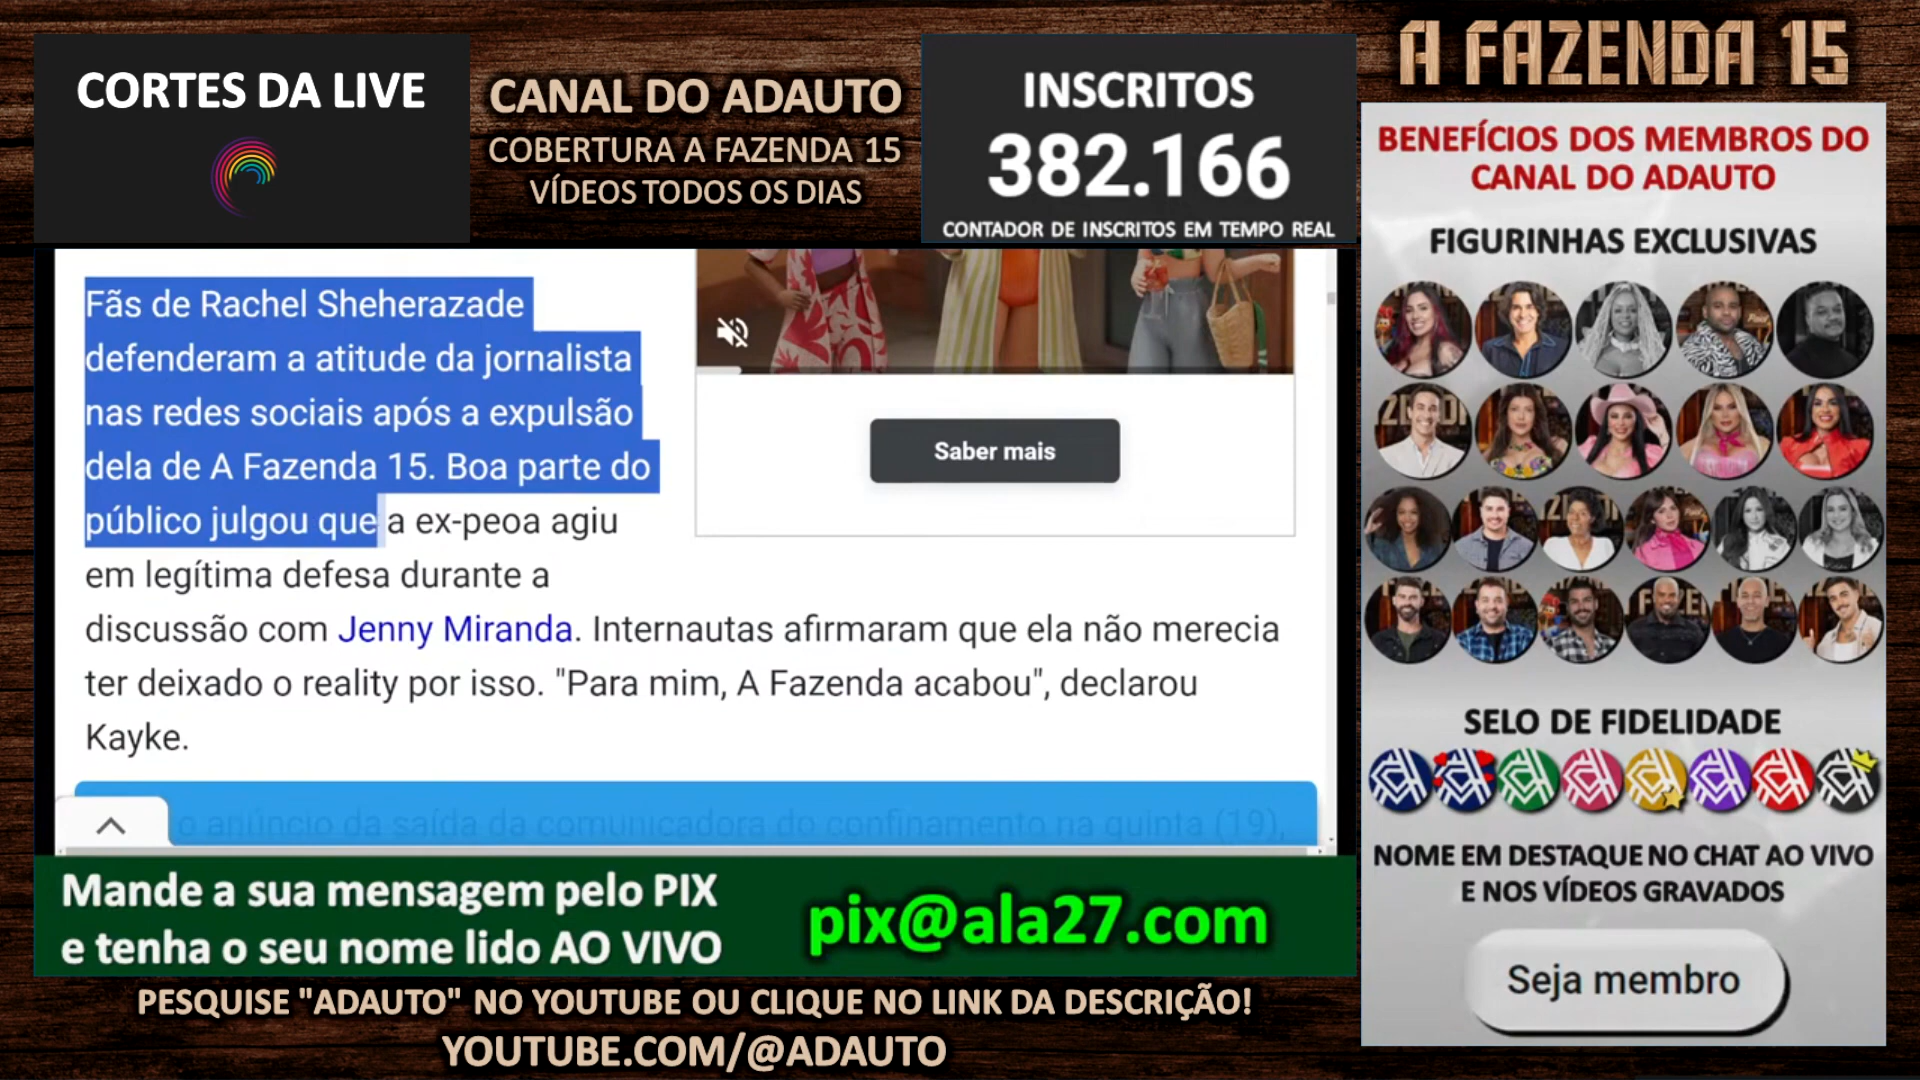 CORTES DA LIVE
CANAL DO ADAUTO
COBERTURA A FAZENDA 15
VÍDEOS TODOS OS DIAS
INSCRITOS
382.166
CONTADOR DE INSCRITOS EM TEMPO REAL
A FAZENDA 15
Fãs de Rachel Sheherazade
defenderam a atitude da jornalista
nas redes sociais após a expulsão
dela de A Fazenda 15. Boa parte do
público julgou que a ex-peoa agiu
em legítima defesa durante a
discussão com Jenny Miranda. Internautas afirmaram que ela não merecia
ter deixado o reality por isso. "Para mim, A Fazenda acabou", declarou
Kayke.
Saber mais
o anúncio da saída da comunicadora do confinamento na quinta (19),
Mande a sua mensagem pelo PIX
e tenha o seu nome lido AO VIVO
pix@ala27.com
PESQUISE "ADAUTO" NO YOUTUBE OU CLIQUE NO LINK DA DESCRIÇÃO!
YOUTUBE.COM/@ADAUTO
BENEFÍCIOS DOS MEMBROS DO
CANAL DO ADAUTO
FIGURINHAS EXCLUSIVAS
SELO DE FIDELIDADE
NOME EM DESTAQUE NO CHAT AO VIVO
E NOS VÍDEOS GRAVADOS
Seja membro